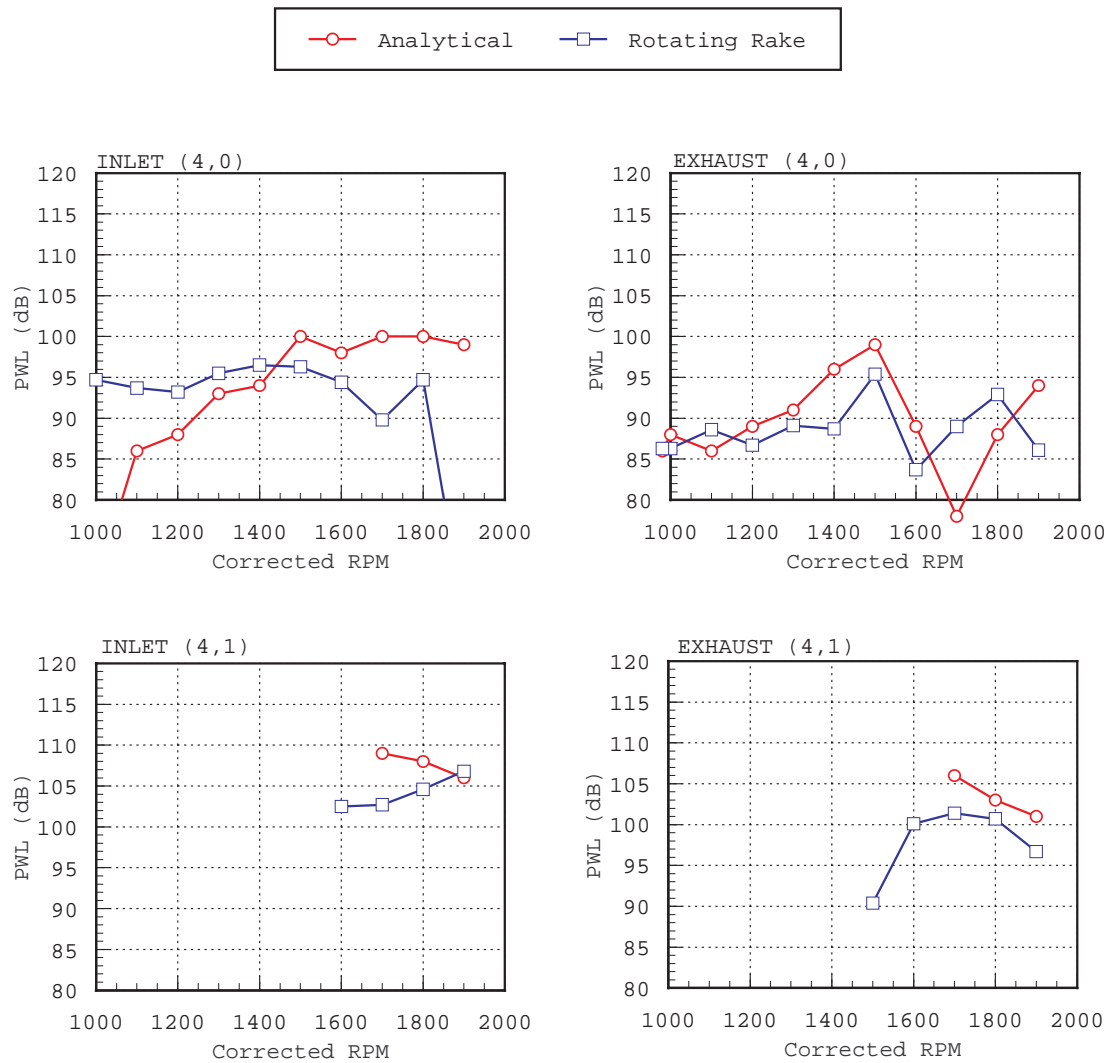 Analytical Rotating Rake
INLET (4,0)
120
115
110
105
100
95
90
85
80
PWL (dB)
1000 1200 1400 1600 1800 2000
Corrected RPM
EXHAUST (4,0)
120
115
110
105
100
95
90
85
80
PWL (dB)
1000 1200 1400 1600 1800 2000
Corrected RPM
INLET (4,1)
120
115
110
105
100
95
90
85
80
PWL (dB)
1000 1200 1400 1600 1800 2000
Corrected RPM
EXHAUST (4,1)
120
115
110
105
100
95
90
85
80
PWL (dB)
1000 1200 1400 1600 1800 2000
Corrected RPM